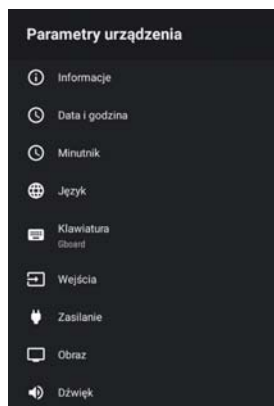 Parametry urządzenia
Informacje
Data i godzina
Minutnik
Język
Klawiatura
Gboard
Wejścia
Zasilanie
Obraz
Dźwięk